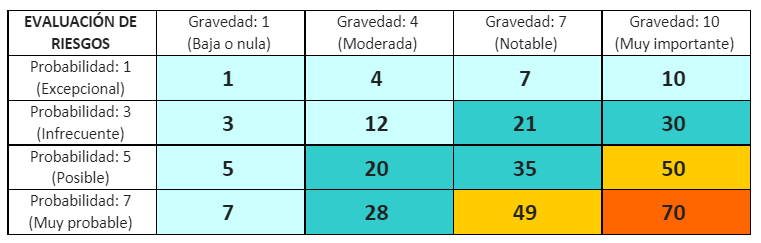 EVALUACIÓN DE RIESGOS Gravedad: 1 (Baja o nula) Gravedad: 4 (Moderada) Gravedad: 7 (Notable) Gravedad: 10 (Muy importante)
Probabilidad: 1 (Excepcional) 1 4 7 10
Probabilidad: 3 (Infrecuente) 3 12 21 30
Probabilidad: 5 (Posible) 5 20 35 50
Probabilidad: 7 (Muy probable) 7 28 49 70